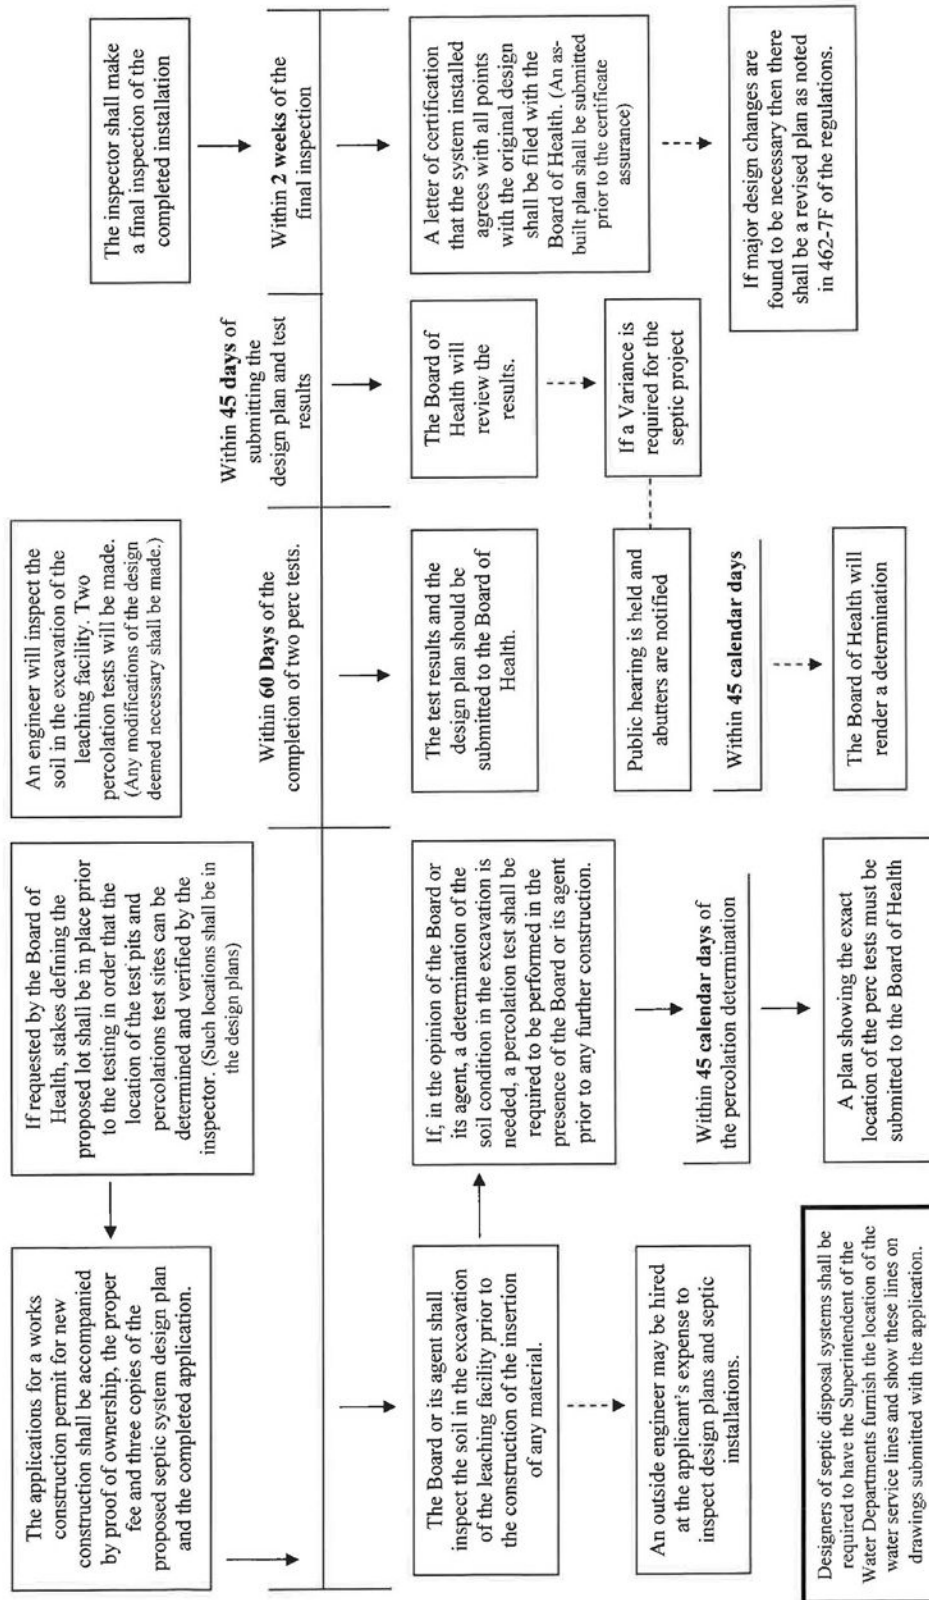 The applications for a works
construction permit for new
construction shall be accompanied
by proof of ownership, the proper
fee and three copies of the
proposed septic system design plan
and the completed application.
If requested by the Board of
Health, stakes defining the
proposed lot shall be in place prior
to the testing in order that the
location of the test pits and
percolations test sites can be
determined and verified by the
inspector. (Such locations shall be in
the design plans)
An engineer will inspect the
soil in the excavation of the
leaching facility. Two
percolation tests will be made.
(Any modifications of the design
deemed necessary shall be made.)
The inspector shall make
a final inspection of the
completed installation
Within 60 Days of the
completion of two perc tests.
Within 45 days of
submitting the
design plan and test
results
Within 2 weeks of the
final inspection
The Board or its agent shall
inspect the soil in the excavation
of the leaching facility prior to
the construction of the insertion
of any material.
If, in the opinion of the Board or
its agent, a determination of the
soil condition in the excavation is
needed, a percolation test shall be
required to be performed in the
presence of the Board or its agent
prior to any further construction.
The test results and the
design plan should be
submitted to the Board of
Health.
The Board of
Health will
review the
results.
A letter of certification
that the system installed
agrees with all points
with the original design
shall be filed with the
Board of Health. (An as-
built plan shall be submitted
prior to the certificate
assurance)
An outside engineer may be hired
at the applicant's expense to
inspect design plans and septic
installations.
Within 45 calendar days of
the percolation determination
Public hearing is held and
abutters are notified
If a Variance is
required for the
septic project
Within 45 calendar days
If major design changes are
found to be necessary then there
shall be a revised plan as noted
in 462-7F of the regulations.
Designers of septic disposal systems shall be
required to have the Superintendent of the
Water Departments furnish the location of the
water service lines and show these lines on
drawings submitted with the application.
A plan showing the exact
location of the perc tests must be
submitted to the Board of Health
The Board of Health will
render a determination